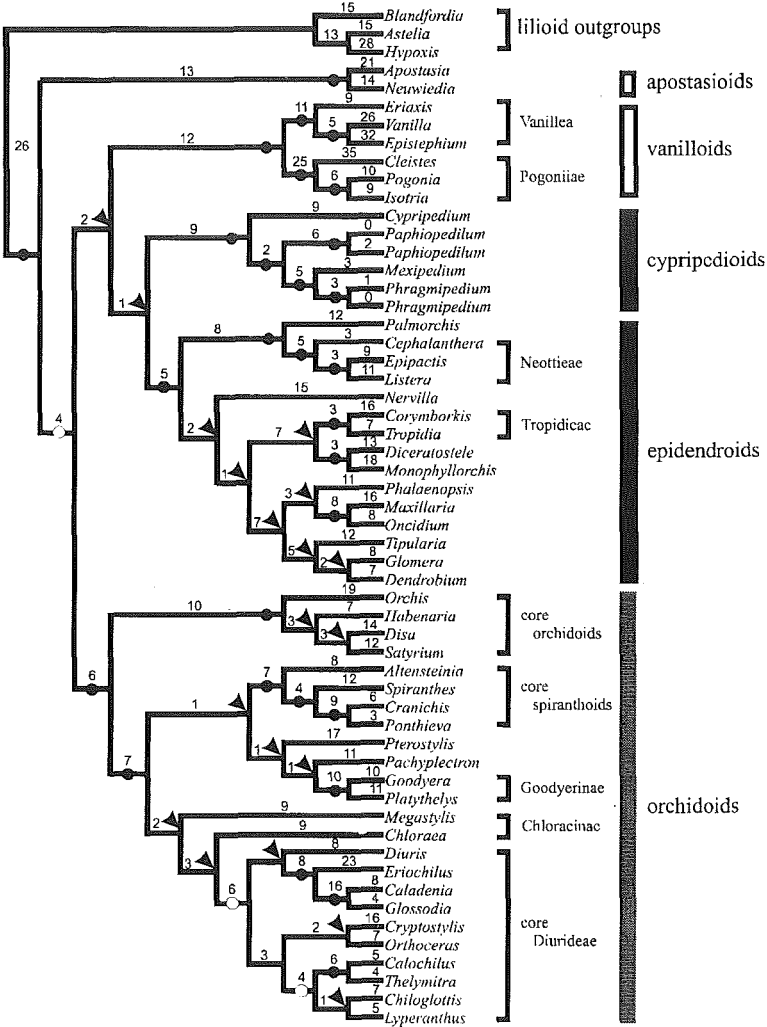 15
Blandfordia
15
Astelia
13
28
Hypoxis
lilioid outgroups
21
Apostasia
13
14
Neuwiedia
apostasioids
9
Eriaxis
11
26
Vanilla
5
32
Epistephium
Vanillea
12
26
35
Cleistes
25
10
Pogonia
6
9
Isotria
Pogoniiae
vanilloids
2
9
Cypripedium
9
0
Paphiopedilum
6
2
Paphiopedilum
2
3
Mexipedium
5
1
Phragmipedium
3
0
Phragmipedium
cypripedioids
1
12
Palmorchis
8
3
Cephalanthera
5
9
Epipactis
3
11
Listera
Neottieae
5
15
Nervilla
16
Corymborkis
3
7
Tropidia
Tropidicac
4
2
7
13
Diceratostele
3
18
Monophyllorchis
epidendroids
1
11
Phalaenopsis
3
16
Maxillaria
8
8
Oncidium
7
12
Tipularia
5
8
Glomera
2
7
Dendrobium
19
Orchis
10
7
Habenaria
3
14
Disa
3
12
Satyrium
core
orchidoids
6
8
Altensteinia
7
12
Spiranthes
4
6
Cranichis
9
3
Ponthieva
core
spiranthoids
1
17
Pterostylis
1
11
Pachyplectron
1
10
Goodyera
10
11
Platythelys
Goodyerinae
7
orchidoids
9
Megastylis
2
9
Chloraea
Chloracinac
3
8
Diuris
8
23
Eriochilus
16
8
Caladenia
4
Glossodia
6
16
Cryptostylis
2
7
Orthoceras
core
Diurideae
3
5
Calochilus
6
4
Thelymitra
4
7
Chiloglottis
1
5
Lyperanthus